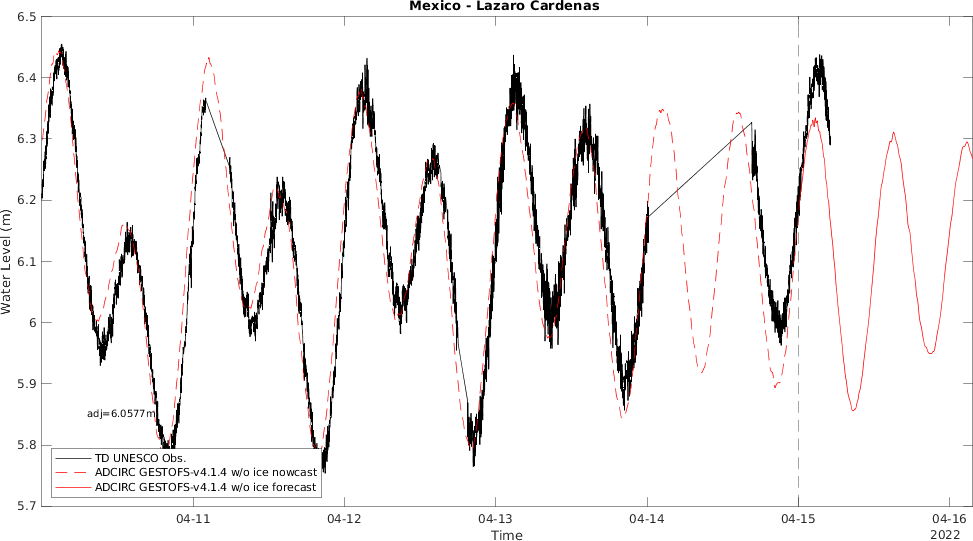 Mexico - Lazaro Cardenas
6.5
6.4
6.3
6.2
6.1
6
5.9
5.8
5.7
Water Level (m)
adj=6.0577m
TD UNESCO Obs.
ADCIRC GESTOFS-v4.1.4 w/o ice nowcast
ADCIRC GESTOFS-v4.1.4 w/o ice forecast
04-11 04-12 04-13 04-14 04-15 04-16
Time
2022